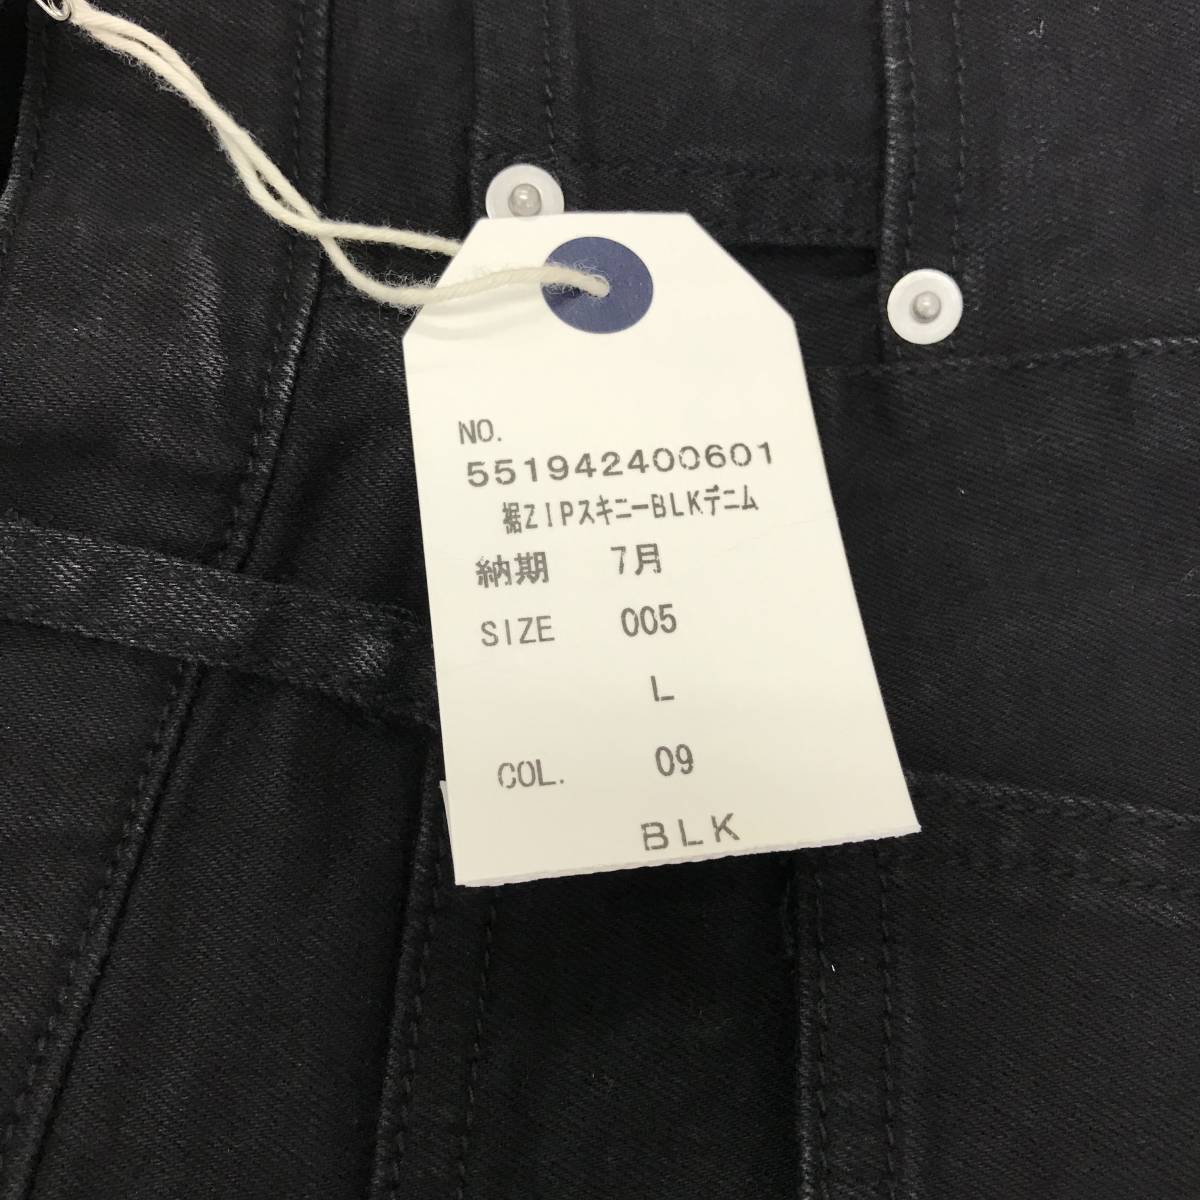 NO.
551942400601
裾ZIPスキニーBLKデニム
納期 7月
SIZE 005
L
COL. 09
BLK